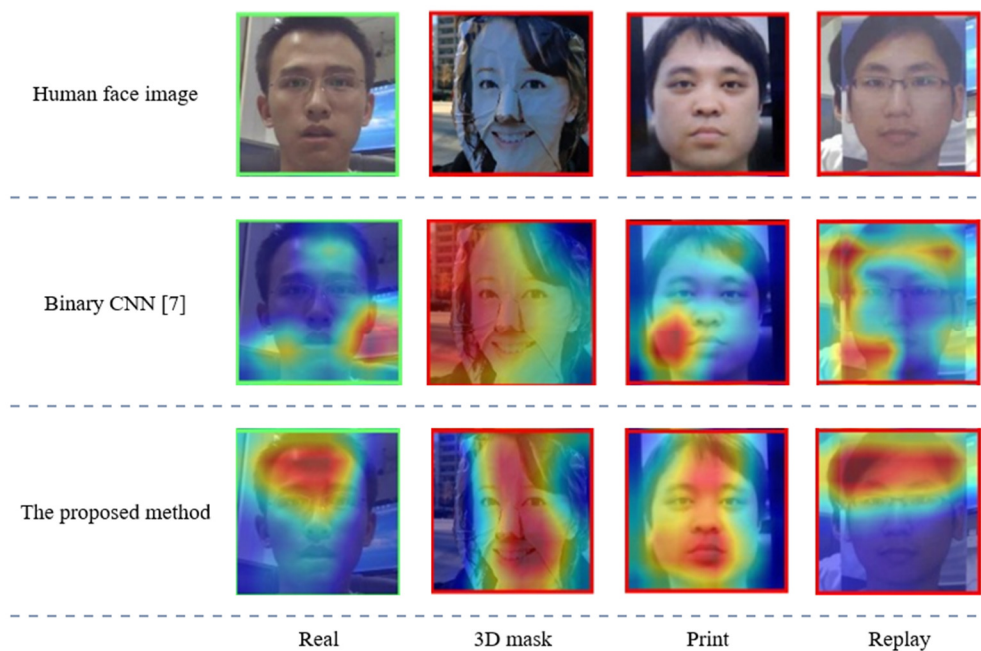 Human face image
Binary CNN [7]
The proposed method
Real
3D mask
Print
Replay